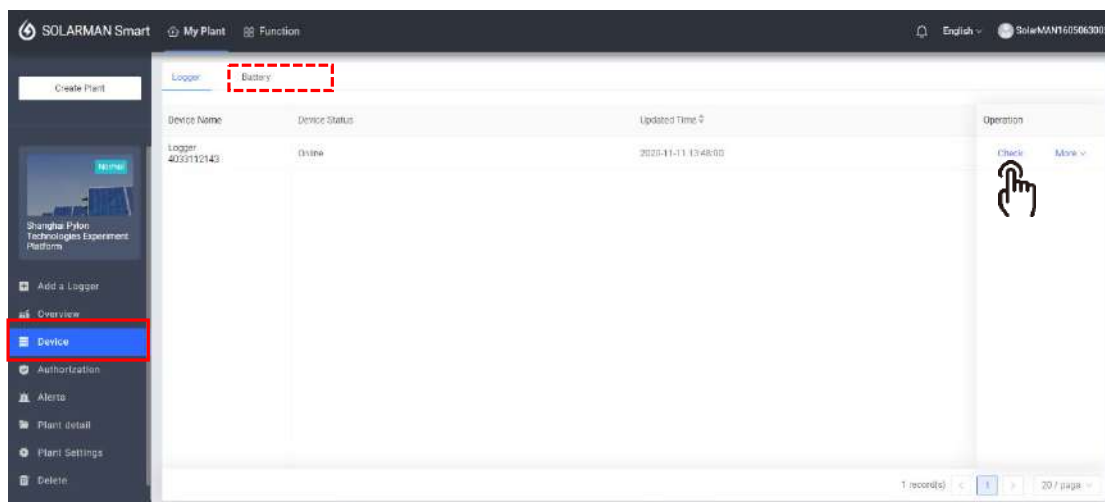 SOLARMAN Smart My Plant Function English SolarMAN160506300
Create Plant
Logger Battery
Device Name Device Status Updated Time Operation
Logger
4033112143
Online 2020-11-11 13:48:00 Check More
Normal
Shanghai Pylon
Technologies Experiment
Platform
Add a Logger
Overview
Device
Authorization
Alerts
Plant detail
Plant Settings
Delete
1 record(s) 1 20 / page